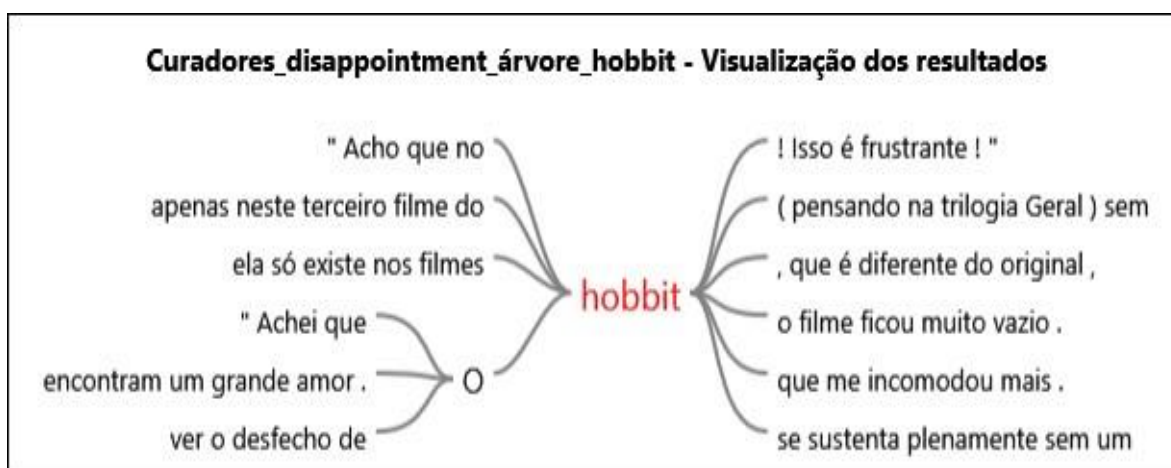 Curadores_disappointment_árvore_hobbit - Visualização dos resultados
" Acho que no
apenas neste terceiro filme do
ela só existe nos filmes
" Achei que
encontram um grande amor .
ver o desfecho de
O
hobbit
! Isso é frustrante ! "
( pensando na trilogia Geral ) sem
, que é diferente do original ,
o filme ficou muito vazio .
que me incomodou mais .
se sustenta plenamente sem um